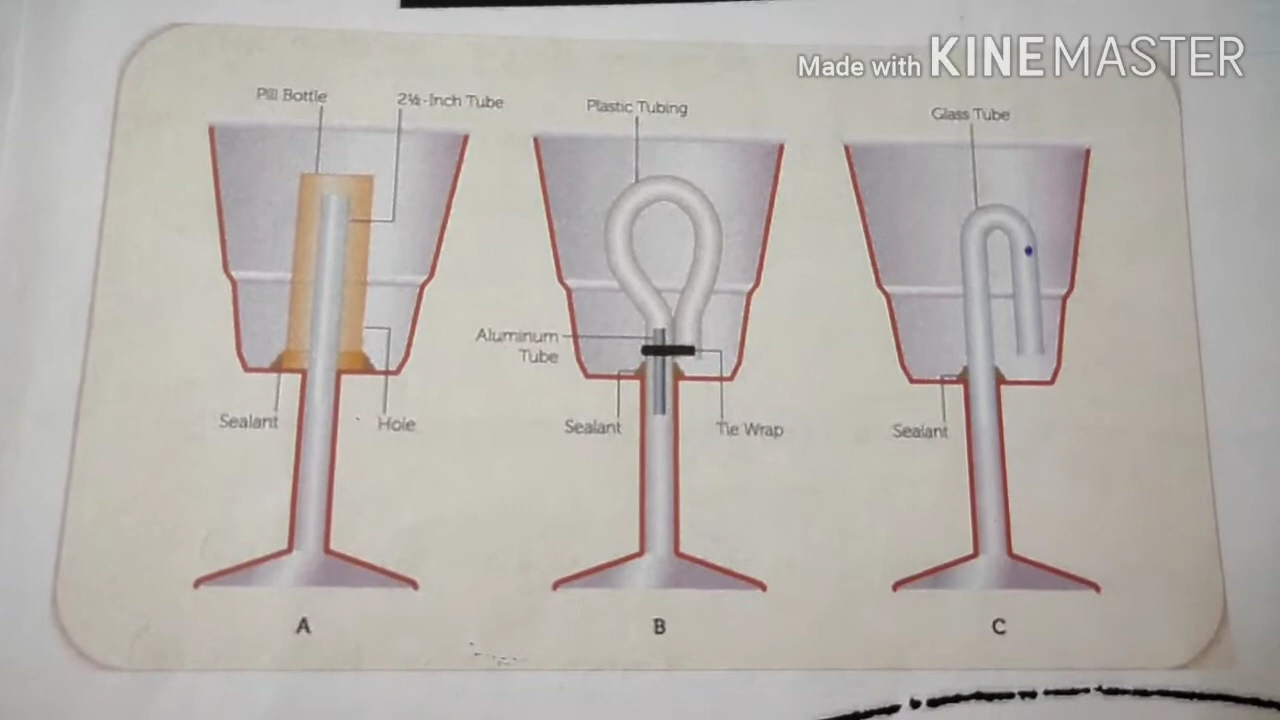 Made with KINEMASTER
Pill Bottle
2½-Inch Tube
Plastic Tubing
Glass Tube
Aluminum
Tube
Sealant
Hole
Sealant
Tie Wrap
Sealant
A
B
C